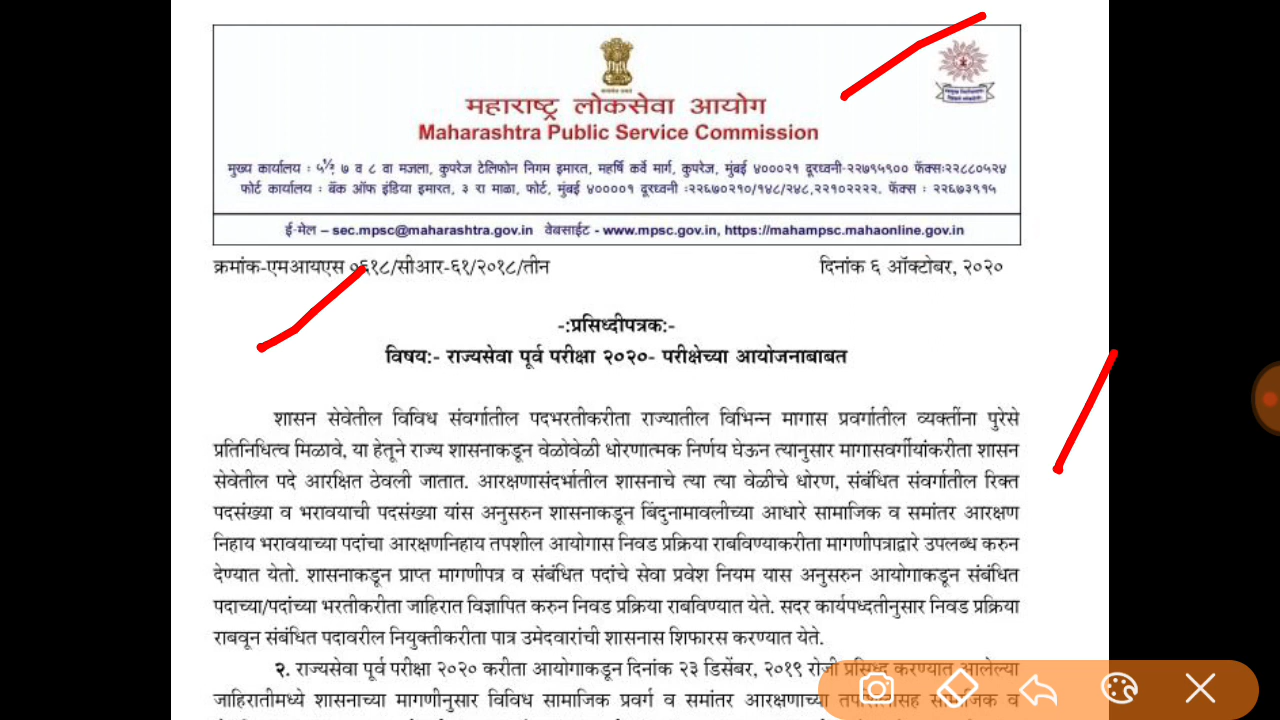 महाराष्ट्र लोकसेवा आयोग
Maharashtra Public Service Commission
मुख्य कार्यालय : ५½, ७ व ८ वा मजला, कुपरेज टेलिफोन निगम इमारत, महर्षि कर्वे मार्ग, कुपरेज, मुंबई ४०००२१ दूरध्वनी-२२७९५९०० फॅक्सः२२८८०५२४
फोर्ट कार्यालय : बँक ऑफ इंडिया इमारत, ३ रा माळा, फोर्ट, मुंबई ४००००१ दूरध्वनी :२२६७०२१०/१४८/२४८,२२१०२२२२. फॅक्स : २२६७३९१५
ई-मेल – sec.mpsc@maharashtra.gov.in वेबसाईट - www.mpsc.gov.in, https://mahampsc.mahaonline.gov.in
क्रमांक-एमआयएस ०६१८/सीआर-६१/२०१८/तीन दिनांक ६ ऑक्टोबर, २०२०
-:प्रसिध्दीपत्रक:-
विषय:- राज्यसेवा पूर्व परीक्षा २०२०- परीक्षेच्या आयोजनाबाबत
शासन सेवेतील विविध संवर्गातील पदभरतीकरीता राज्यातील विभिन्न मागास प्रवर्गातील व्यक्तींना पुरेसे
प्रतिनिधित्व मिळावे, या हेतूने राज्य शासनाकडून वेळोवेळी धोरणात्मक निर्णय घेऊन त्यानुसार मागासवर्गीयांकरीता शासन
सेवेतील पदे आरक्षित ठेवली जातात. आरक्षणासंदर्भातील शासनाचे त्या त्या वेळीचे धोरण, संबंधित संवर्गातील रिक्त
पदसंख्या व भरावयाची पदसंख्या यांस अनुसरुन शासनाकडून बिंदुनामावलीच्या आधारे सामाजिक व समांतर आरक्षण
निहाय भरावयाच्या पदांचा आरक्षणनिहाय तपशील आयोगास निवड प्रक्रिया राबविण्याकरीता मागणीपत्राद्वारे उपलब्ध करुन
देण्यात येतो. शासनाकडून प्राप्त मागणीपत्र व संबंधित पदांचे सेवा प्रवेश नियम यास अनुसरुन आयोगाकडून संबंधित
पदाच्या/पदांच्या भरतीकरीता जाहिरात विज्ञापित करुन निवड प्रक्रिया राबविण्यात येते. सदर कार्यपध्दतीनुसार निवड प्रक्रिया
राबवून संबंधित पदावरील नियुक्तीकरीता पात्र उमेदवारांची शासनास शिफारस करण्यात येते.
२. राज्यसेवा पूर्व परीक्षा २०२० करीता आयोगाकडून दिनांक २३ डिसेंबर, २०१९ रोजी प्रसिध्द करण्यात आलेल्या
जाहिरातीमध्ये शासनाच्या मागणीनुसार विविध सामाजिक प्रवर्ग व समांतर आरक्षणाच्या तपशिलासह सामाजिक व